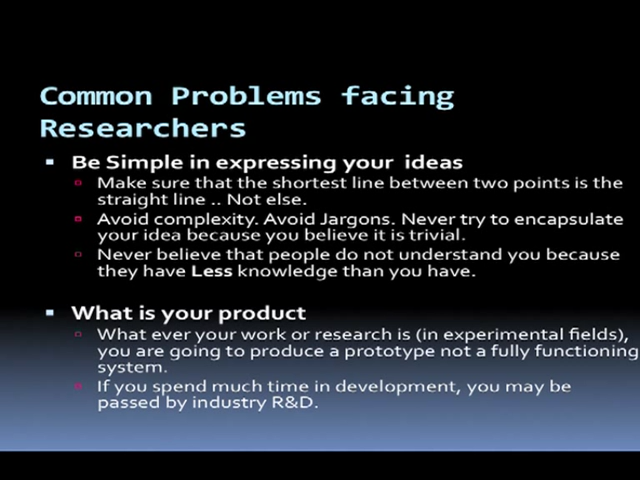 Common Problems facing
Researchers
Be Simple in expressing your ideas
Make sure that the shortest line between two points is the
straight line .. Not else.
Avoid complexity. Avoid Jargons. Never try to encapsulate
your idea because you believe it is trivial.
Never believe that people do not understand you because
they have Less knowledge than you have.
What is your product
What ever your work or research is (in experimental fields),
you are going to produce a prototype not a fully functioning
system.
If you spend much time in development, you may be
passed by industry R&D.